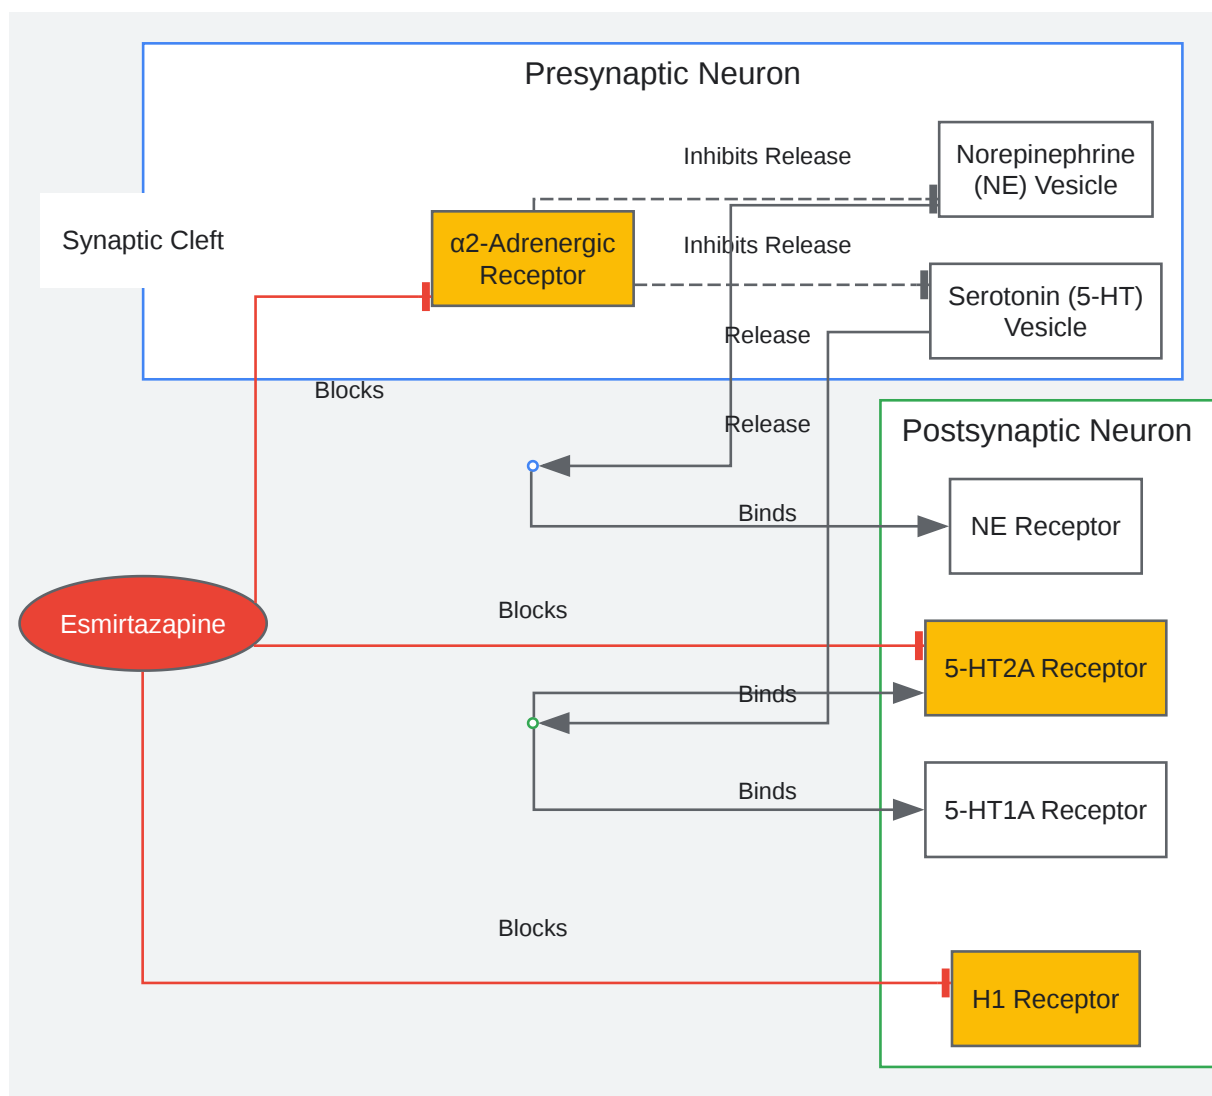 Presynaptic Neuron
Inhibits Release
Norepinephrine
(NE) Vesicle
Synaptic Cleft
α2-Adrenergic
Receptor
Inhibits Release
Serotonin (5-HT)
Vesicle
Release
Blocks
Release
Postsynaptic Neuron
Binds
NE Receptor
Esmirtazapine
Blocks
5-HT2A Receptor
Binds
Binds
5-HT1A Receptor
Blocks
H1 Receptor